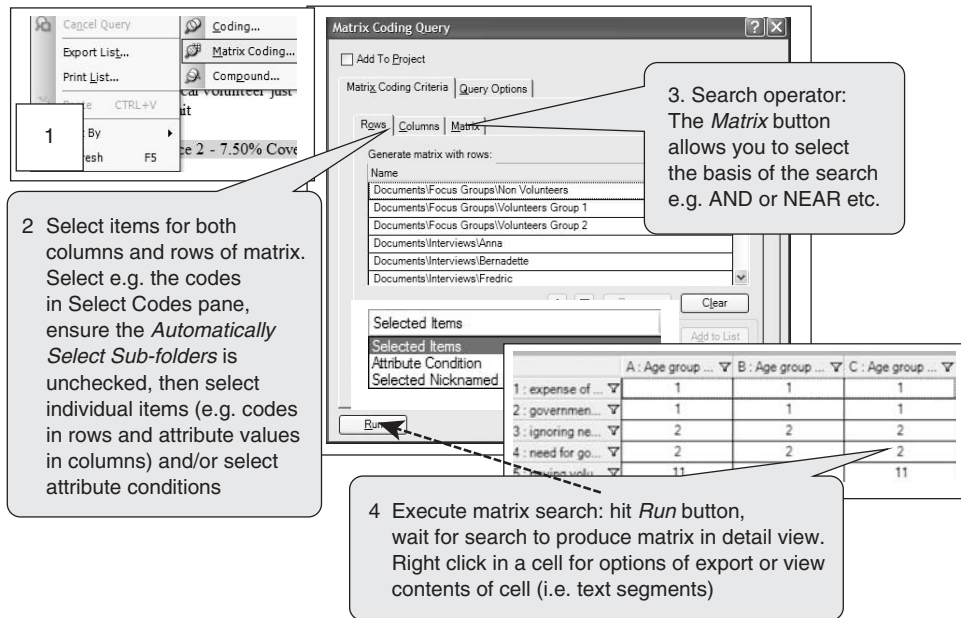 Cancel Query
Export List...
Print List...
CTRL+V
By
F5
1
Coding...
Matrix Coding...
Compound...
volunteer just
ce 2 - 7.50% Cove
2 Select items for both
columns and rows of matrix.
Select e.g. the codes
in Select Codes pane,
ensure the Automatically
Select Sub-folders is
unchecked, then select
individual items (e.g. codes
in rows and attribute values
in columns) and/or select
attribute conditions
Matrix Coding Query
Add To Project
Matrix Coding Criteria Query Options
Rows Columns Matrix
Generate matrix with rows:
Name
Documents\Focus Groups\Non Volunteers
Documents\Focus Groups\Volunteers Group 1
Documents\Focus Groups\Volunteers Group 2
Documents\Interviews\Anna
Documents\Interviews\Bernadette
Documents\Interviews\Fredric
Clear
Selected Items
Add to List
Selected Items
Attribute Condition
Selected Nicknamed
Run
3. Search operator:
The Matrix button
allows you to select
the basis of the search
e.g. AND or NEAR etc.
A : Age group ... B : Age group ... C : Age group ...
1 : expense of ... 1 1 1
2 : governmen... 1 1 1
3 : ignoring ne... 2 2 2
4 : need for go... 2 2 2
11 11
4 Execute matrix search: hit Run button,
wait for search to produce matrix in detail view.
Right click in a cell for options of export or view
contents of cell (i.e. text segments)